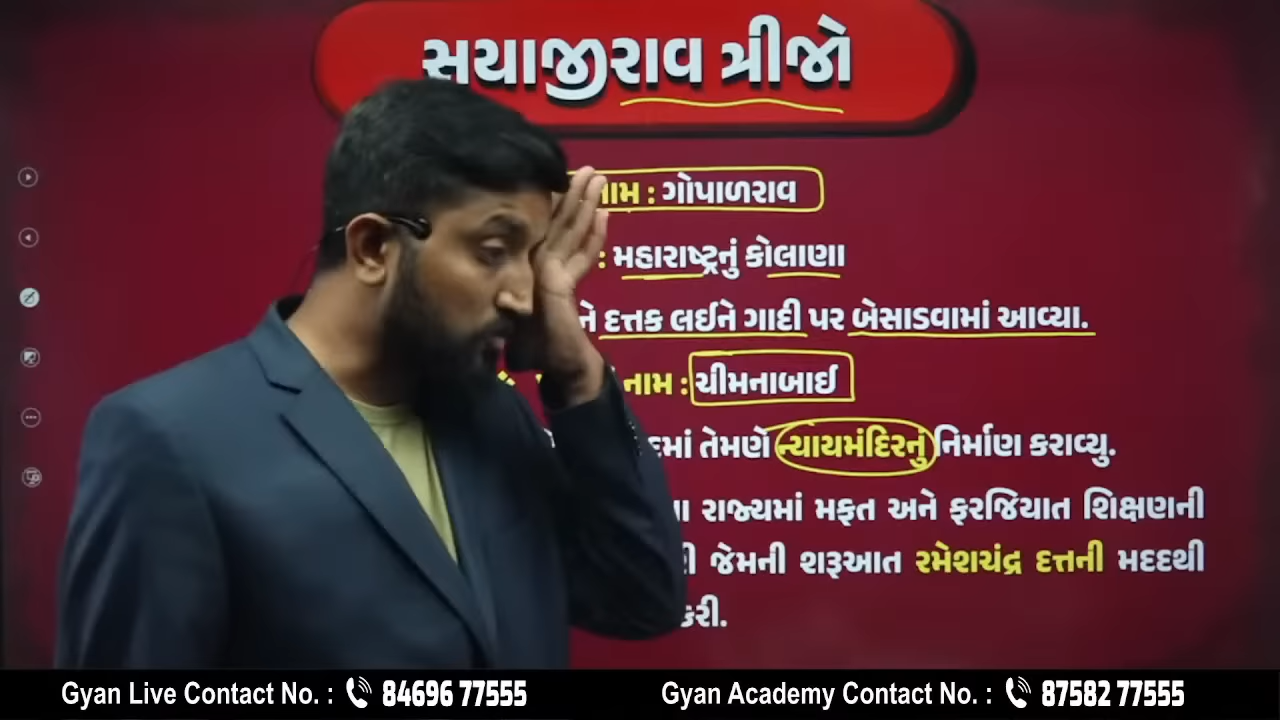 સયાજીરાવ ત્રીજો
નામ : ગોપાળરાવ
: મહારાષ્ટ્રનું કોલાણા
ને દત્તક લઈને ગાદી પર બેસાડવામાં આવ્યા.
નામ : ચીમનાબાઈ
તેમણે ન્યાયમંદિરનું નિર્માણ કરાવ્યુ.
રાજ્યમાં મફત અને ફરજિયાત શિક્ષણની
જેમની શરૂઆત રમેશચંદ્ર દત્તની મદદથી
કરી.
Gyan Live Contact No. : 84696 77555
Gyan Academy Contact No. : 87582 77555